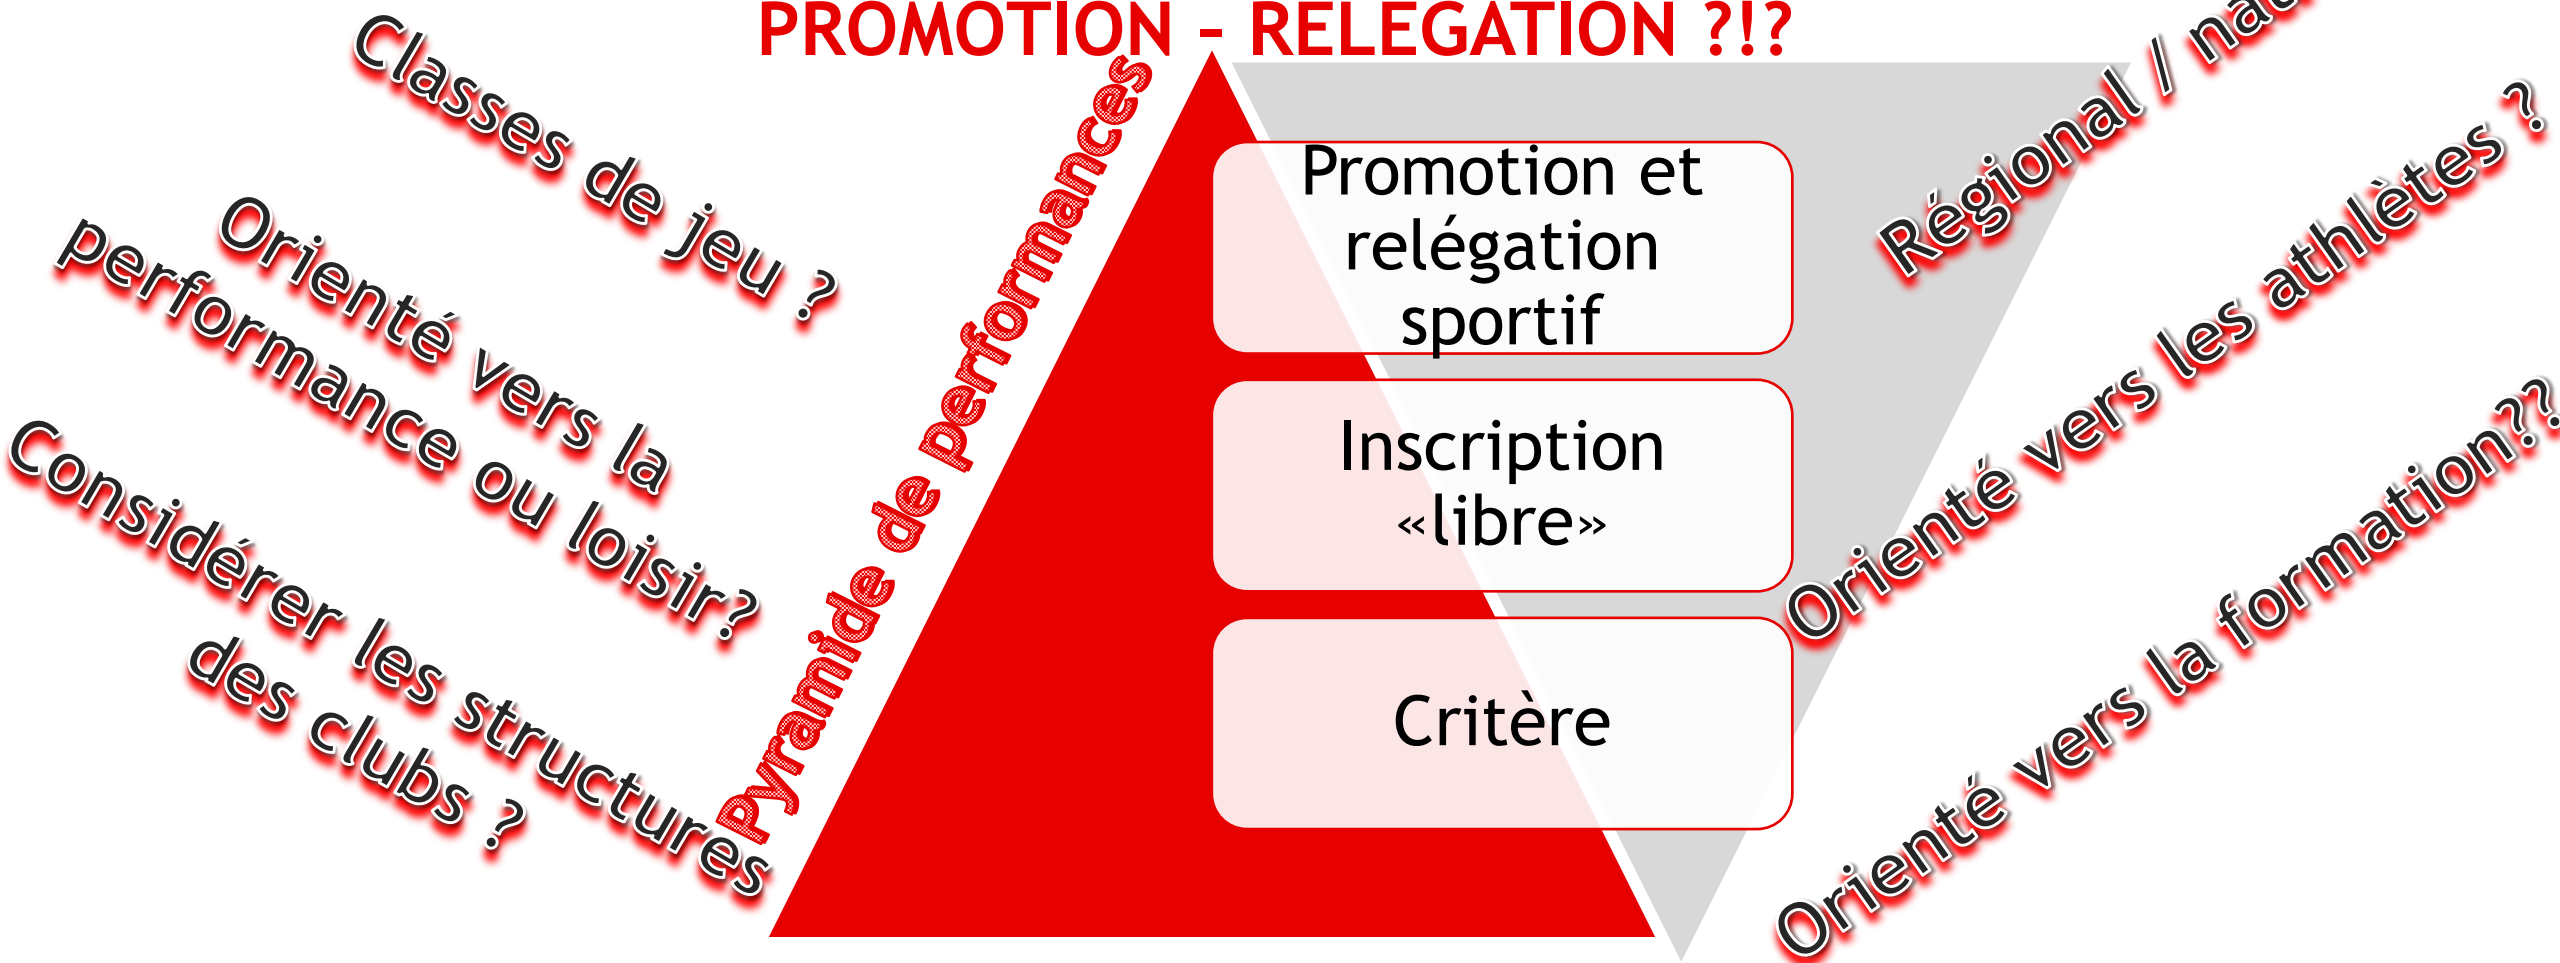 PROMOTION – RELEGATION ?!?
Classes de jeu ?
Orienté vers la
performance ou loisir?
Considérer les structures
des clubs ?
Pyramide de performances
Promotion et
relégation
sportif
Inscription
«libre»
Critère
Régional /
Orienté vers les athlètes ?
Orienté vers la formation??